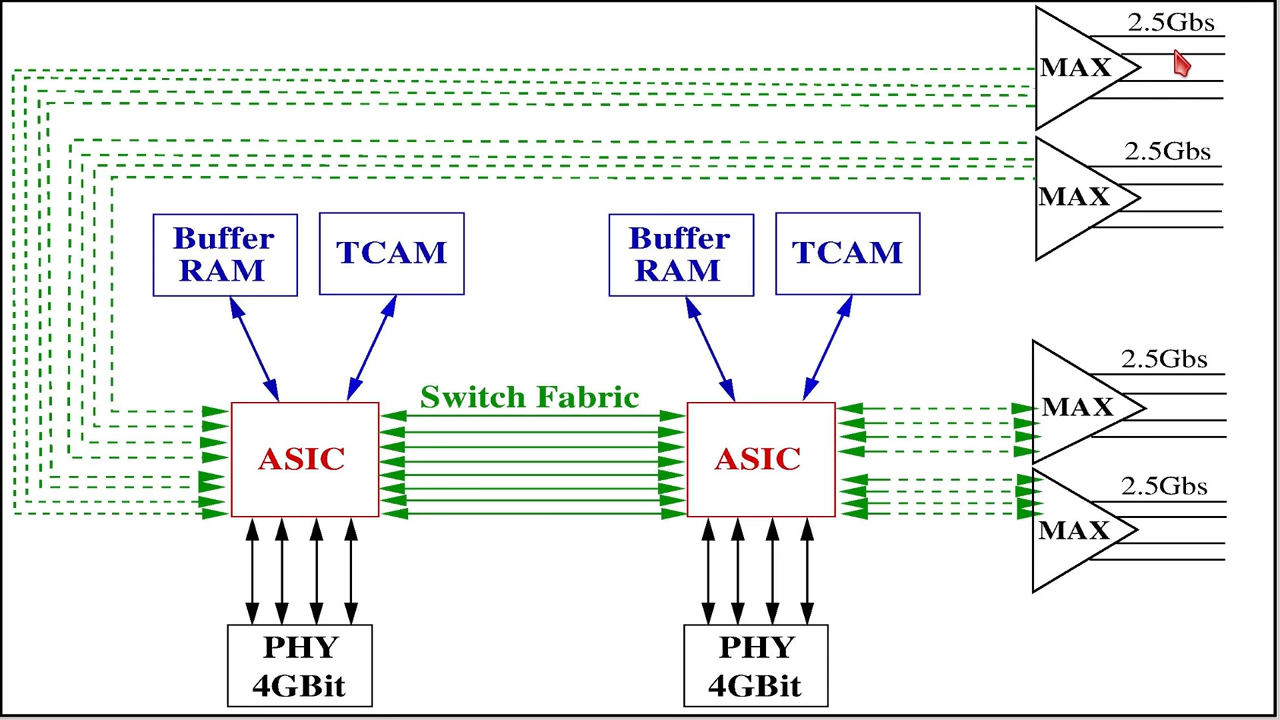 2.5Gbs
MAX
2.5Gbs
MAX
Buffer
RAM
TCAM
Buffer
RAM
TCAM
2.5Gbs
MAX
Switch Fabric
ASIC
ASIC
2.5Gbs
MAX
PHY
4GBit
PHY
4GBit